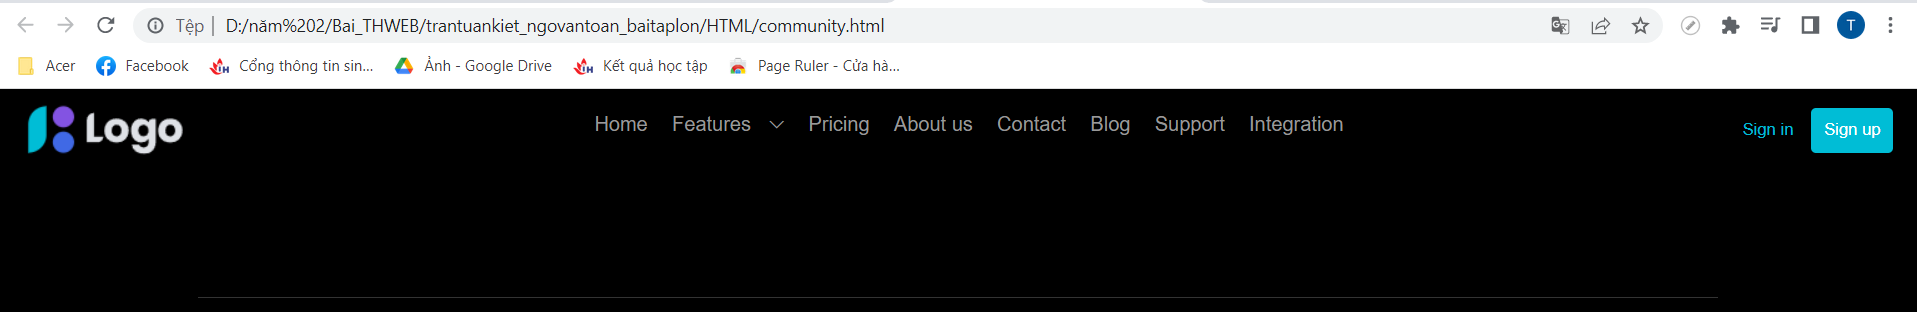 Tệp | D:/năm%202/Bai_THWEB/trantuankiet_ngovantoan_baitaplon/HTML/community.html
T
Acer Facebook Cổng thông tin sin... Ảnh - Google Drive Kết quả học tập Page Ruler - Cửa hà...
Logo Home Features Pricing About us Contact Blog Support Integration Sign in Sign up